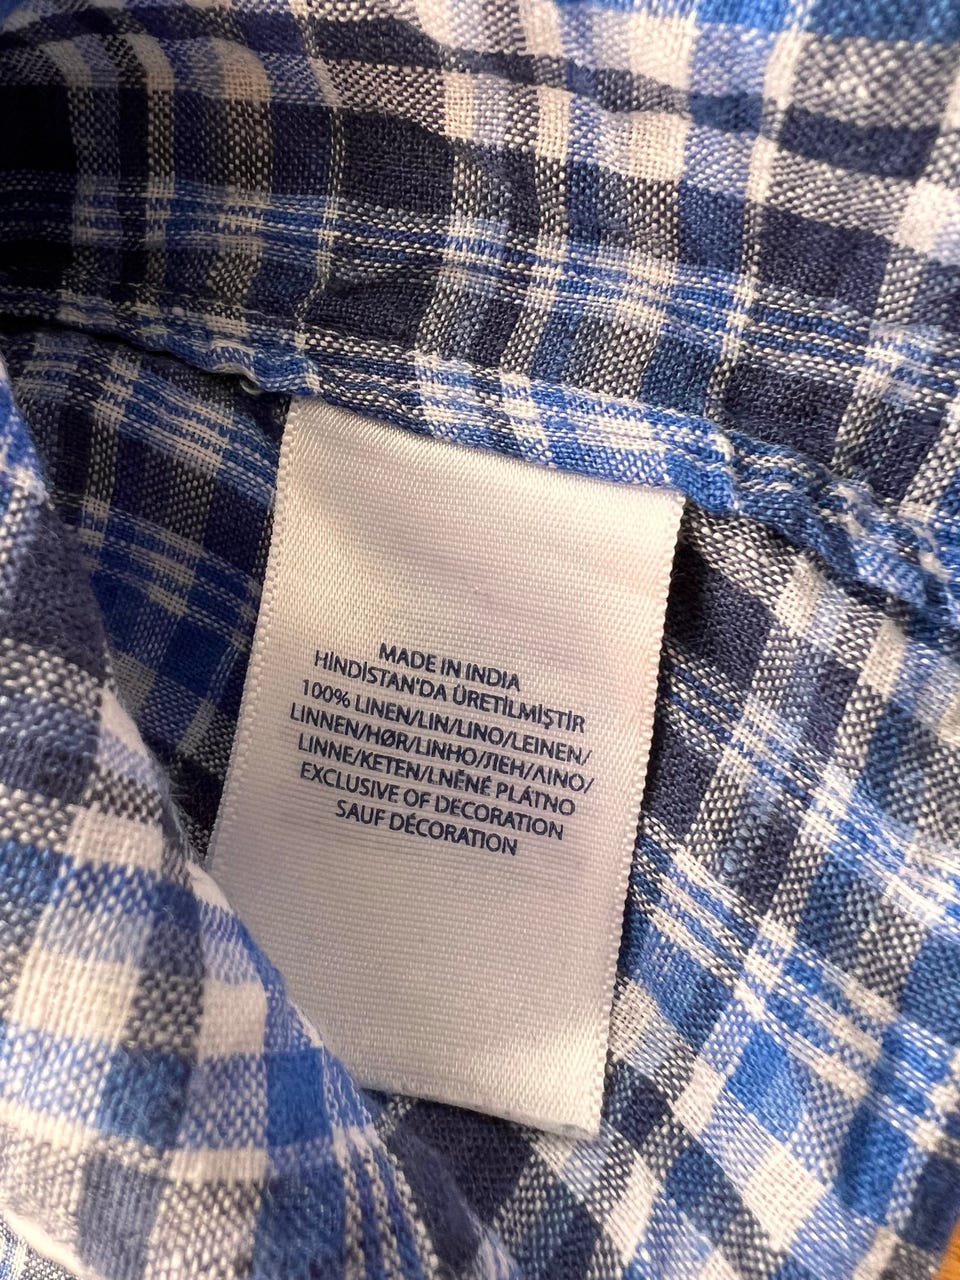 MADE IN INDIA
HİNDİSTAN'DA ÜRETİLMİŞTİR
100% LINEN/LIN/LINO/LEINEN/
LINNEN/HØR/LINHO/ЛЕН/ΛΙΝΟ/
LINNE/KETEN/LNĚNÉ PLÁTNO
EXCLUSIVE OF DECORATION
SAUF DÉCORATION